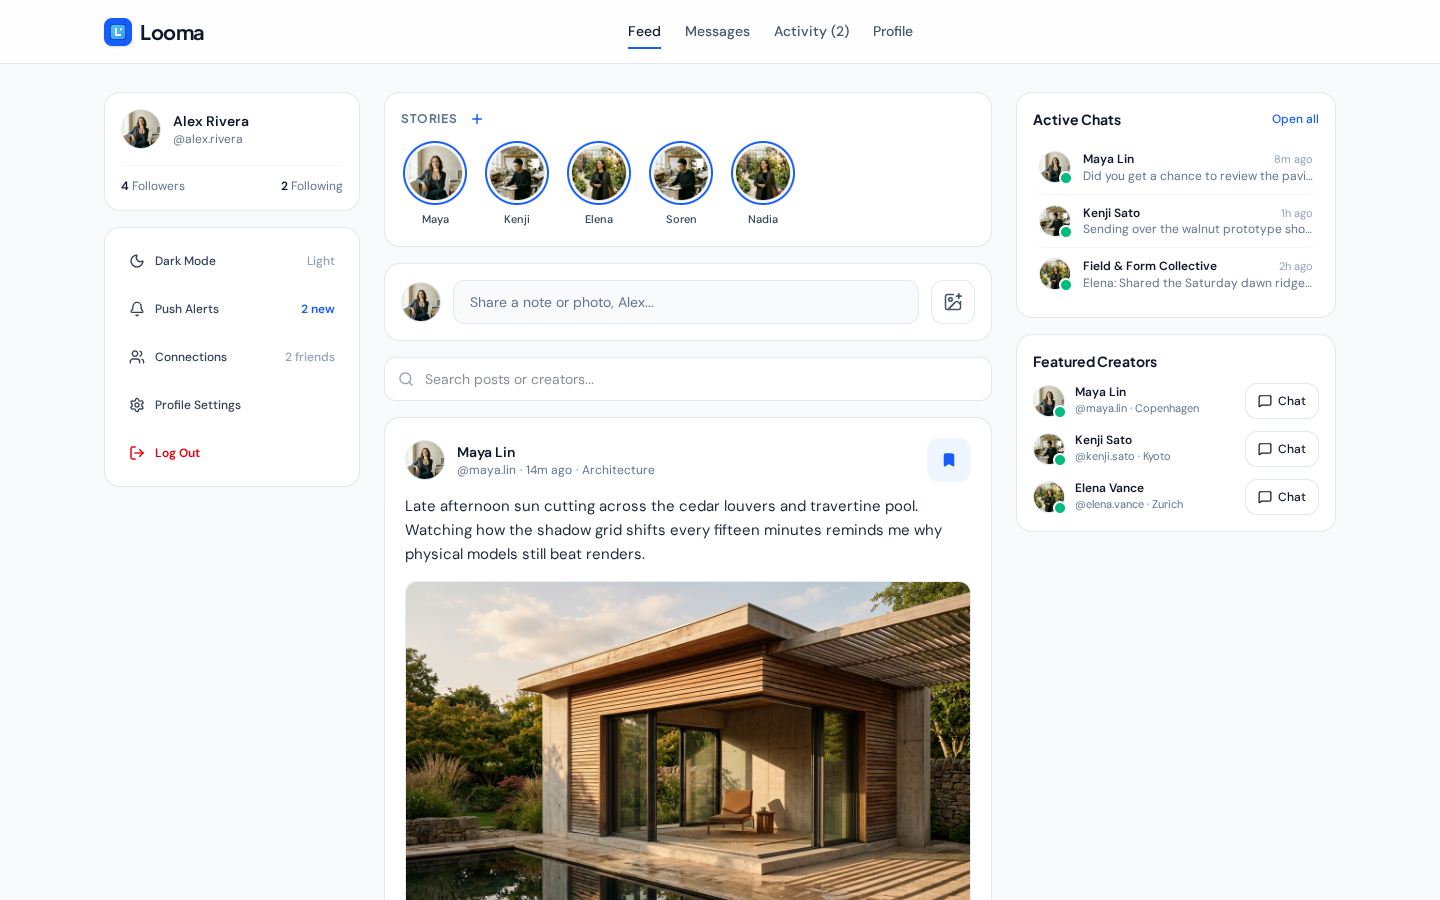 Looma
Feed
Messages
Activity (2)
Profile
Alex Rivera
@alex.rivera
4 Followers
2 Following
Dark Mode
Light
Push Alerts
2 new
Connections
2 friends
Profile Settings
Log Out
STORIES
Maya
Kenji
Elena
Soren
Nadia
Share a note or photo, Alex...
Search posts or creators...
Maya Lin
@maya.lin · 14m ago · Architecture
Late afternoon sun cutting across the cedar louvers and travertine pool.
Watching how the shadow grid shifts every fifteen minutes reminds me why
physical models still beat renders.
Active Chats
Open all
Maya Lin
8m ago
Did you get a chance to review the pavi...
Kenji Sato
1h ago
Sending over the walnut prototype sho...
Field & Form Collective
2h ago
Elena: Shared the Saturday dawn ridge...
Featured Creators
Maya Lin
@maya.lin · Copenhagen
Chat
Kenji Sato
@kenji.sato · Kyoto
Chat
Elena Vance
@elena.vance · Zurich
Chat